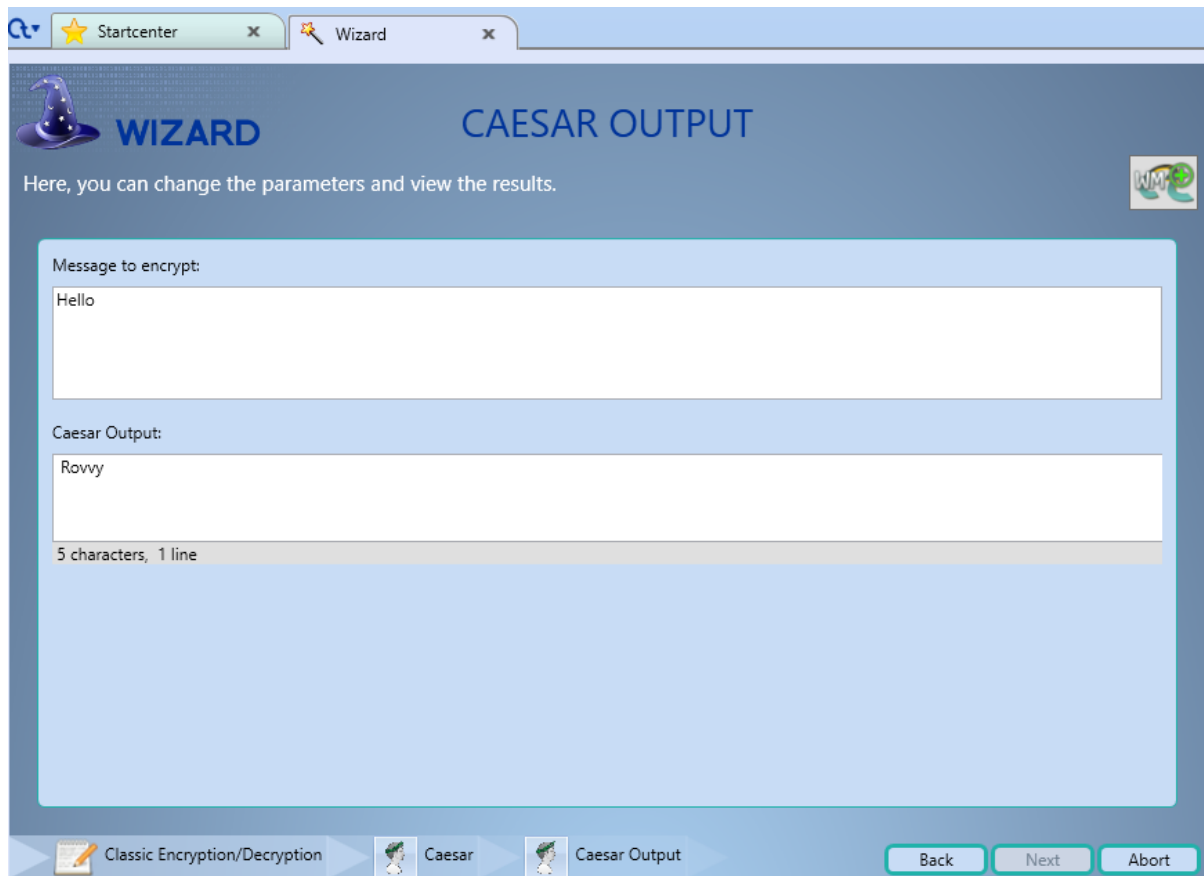 Startcenter
Wizard
WIZARD
CAESAR OUTPUT
Here, you can change the parameters and view the results.
WM
Message to encrypt:
Hello
Caesar Output:
Rovvy
5 characters, 1 line
Classic Encryption/Decryption
Caesar
Caesar Output
Back
Next
Abort